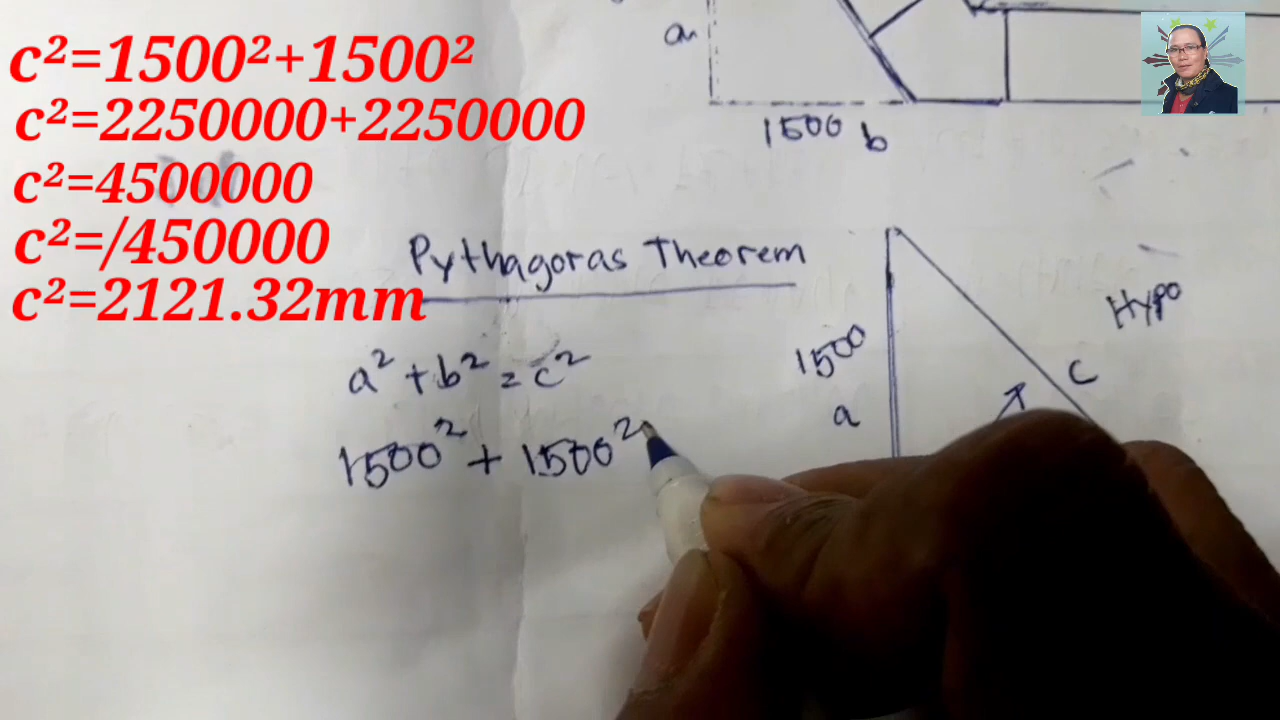 c²=1500²+1500²
c²=2250000+2250000
c²=4500000
c²=/450000
c²=2121.32mm
a
1500 b
Pythagoras Theorem
a² + b² = c²
1500² + 1500²
1500
a
Hypo
c